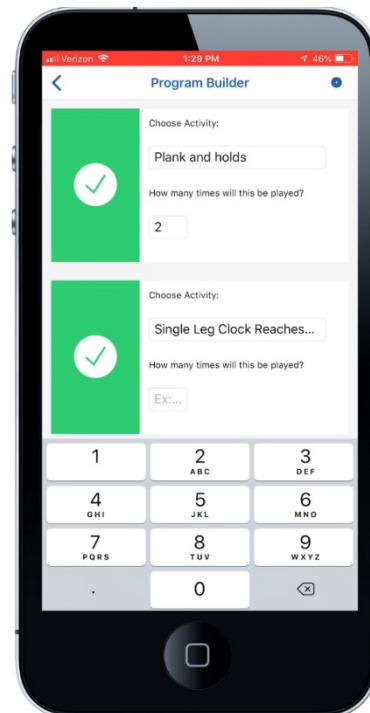 Verizon 1:29 PM 46%
Program Builder
Choose Activity:
Plank and holds
How many times will this be played?
2
Choose Activity:
Single Leg Clock Reaches...
How many times will this be played?
Ex:...
1 2 3
ABC DEF
4 5 6
GHI JKL MNO
7 8 9
PQRS TUV WXYZ
. 0